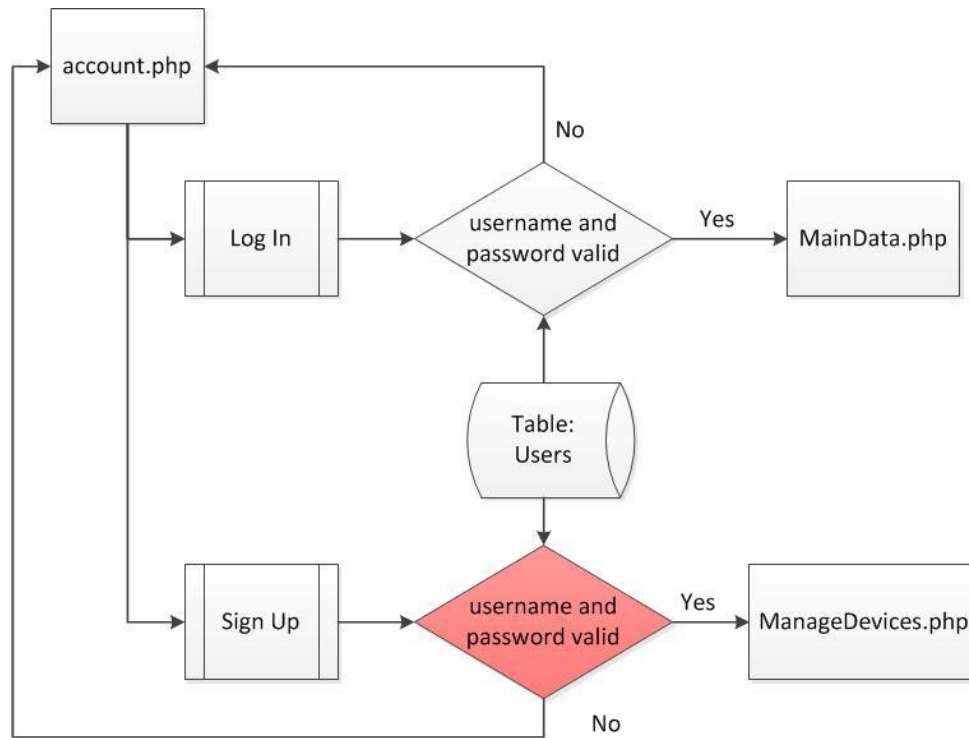 account.php
No
Log In
username and
password valid
Yes
MainData.php
Table:
Users
Sign Up
username and
password valid
Yes
ManageDevices.php
No